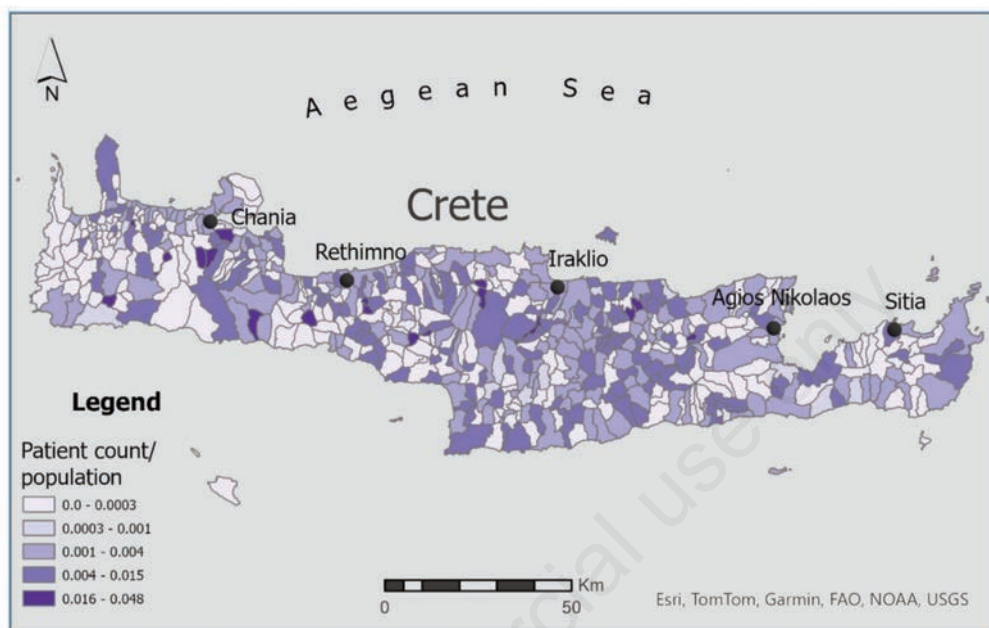 N
Aegean Sea
Crete
Chania
Rethimno
Iraklio
Agios Nikolaos
Sitia
Legend
Patient count/
population
0.0 - 0.0003
0.0003 - 0.001
0.001 - 0.004
0.004 - 0.015
0.016 - 0.048
Km
0 50
Esri, TomTom, Garmin, FAO, NOAA, USGS